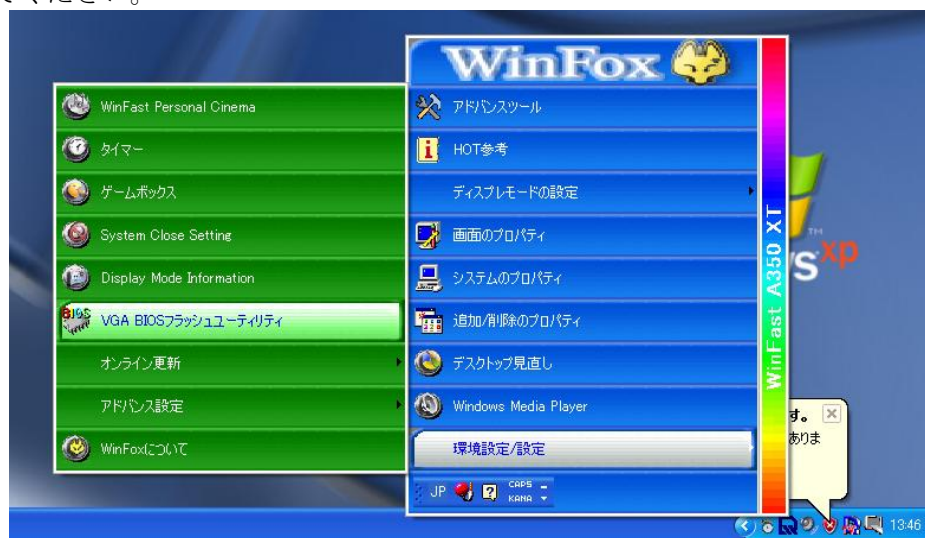 ください。
WinFox
WinFast Personal Cinema
タイマー
ゲームボックス
System Close Setting
Display Mode Information
VGA BIOSフラッシュユーティリティ
オンライン更新
アドバンス設定
WinFoxについて
アドバンスツール
HOT参考
ディスプレモードの設定
画面のプロパティ
システムのプロパティ
追加/削除のプロパティ
デスクトップ見直し
Windows Media Player
環境設定/設定
JP
CAPS
KANA
WinFast A350 XT
TM
s xp
す。
ありま
13:46
BIOS